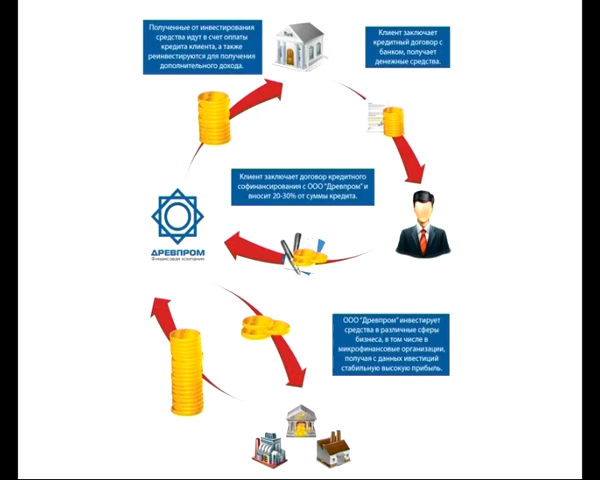 Полученные от инвестирования
средства идут в счет оплаты
кредита клиента, а также
реинвестируются для получения
дополнительного дохода.
Клиент заключает
кредитный договор с
банком, получает
денежные средства.
Клиент заключает договор кредитного
софинансирования с ООО "Древпром" и
вносит 20-30% от суммы кредита.
ДРЕВПРОМ
Финансовая компания
ООО "Древпром" инвестирует
средства в различные сферы
бизнеса, в том числе в
микрофинансовые организации,
получая с данных ивестиций
стабильную высокую прибыль.